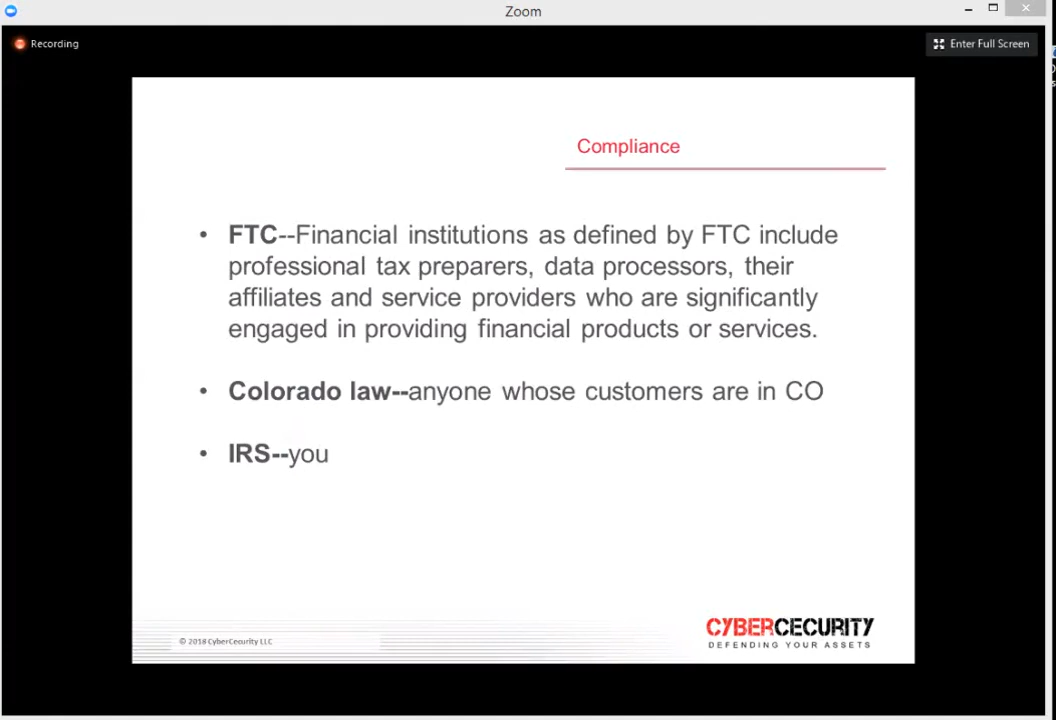 Zoom
Recording
Enter Full Screen
Compliance
• FTC--Financial institutions as defined by FTC include
professional tax preparers, data processors, their
affiliates and service providers who are significantly
engaged in providing financial products or services.
• Colorado law--anyone whose customers are in CO
• IRS--you
© 2018 CyberCecurity LLC
CYBERCECURITY
DEFENDING YOUR ASSETS